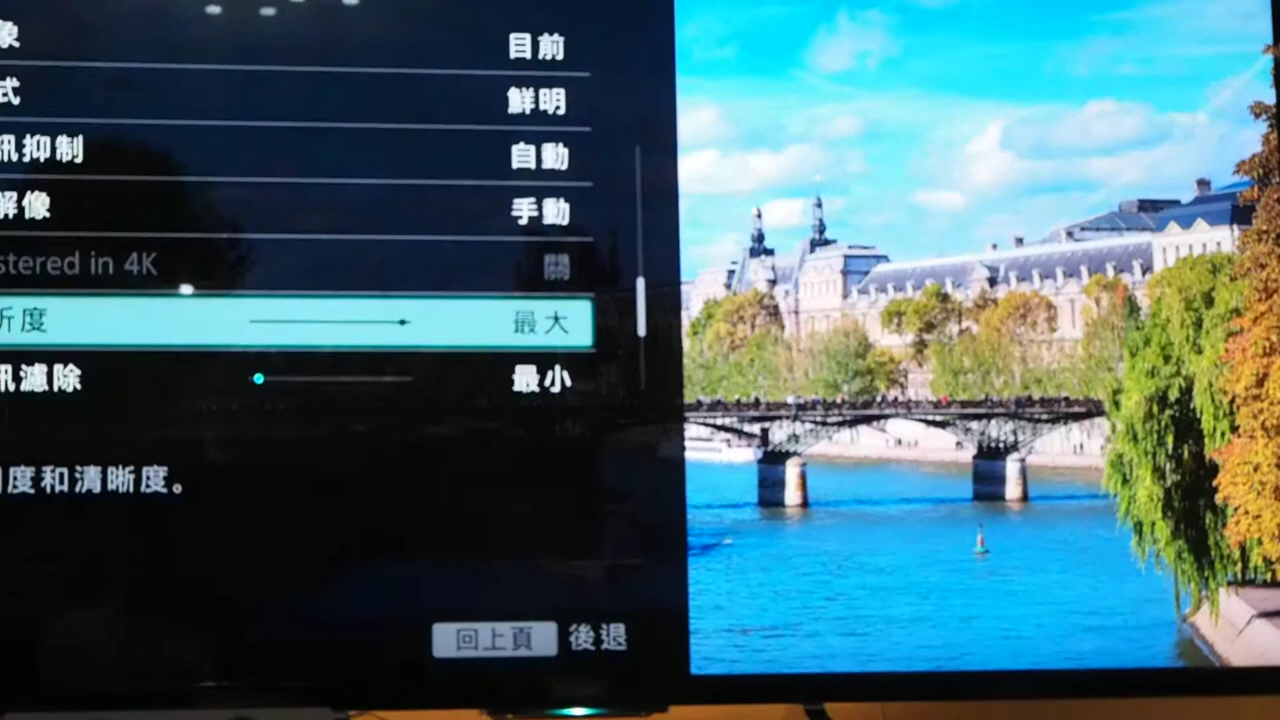 象 目前
式 鮮明
訊抑制 自動
解像 手動
stered in 4K 關
晰度 最大
訊濾除 最小
度和清晰度。
回上頁 後退